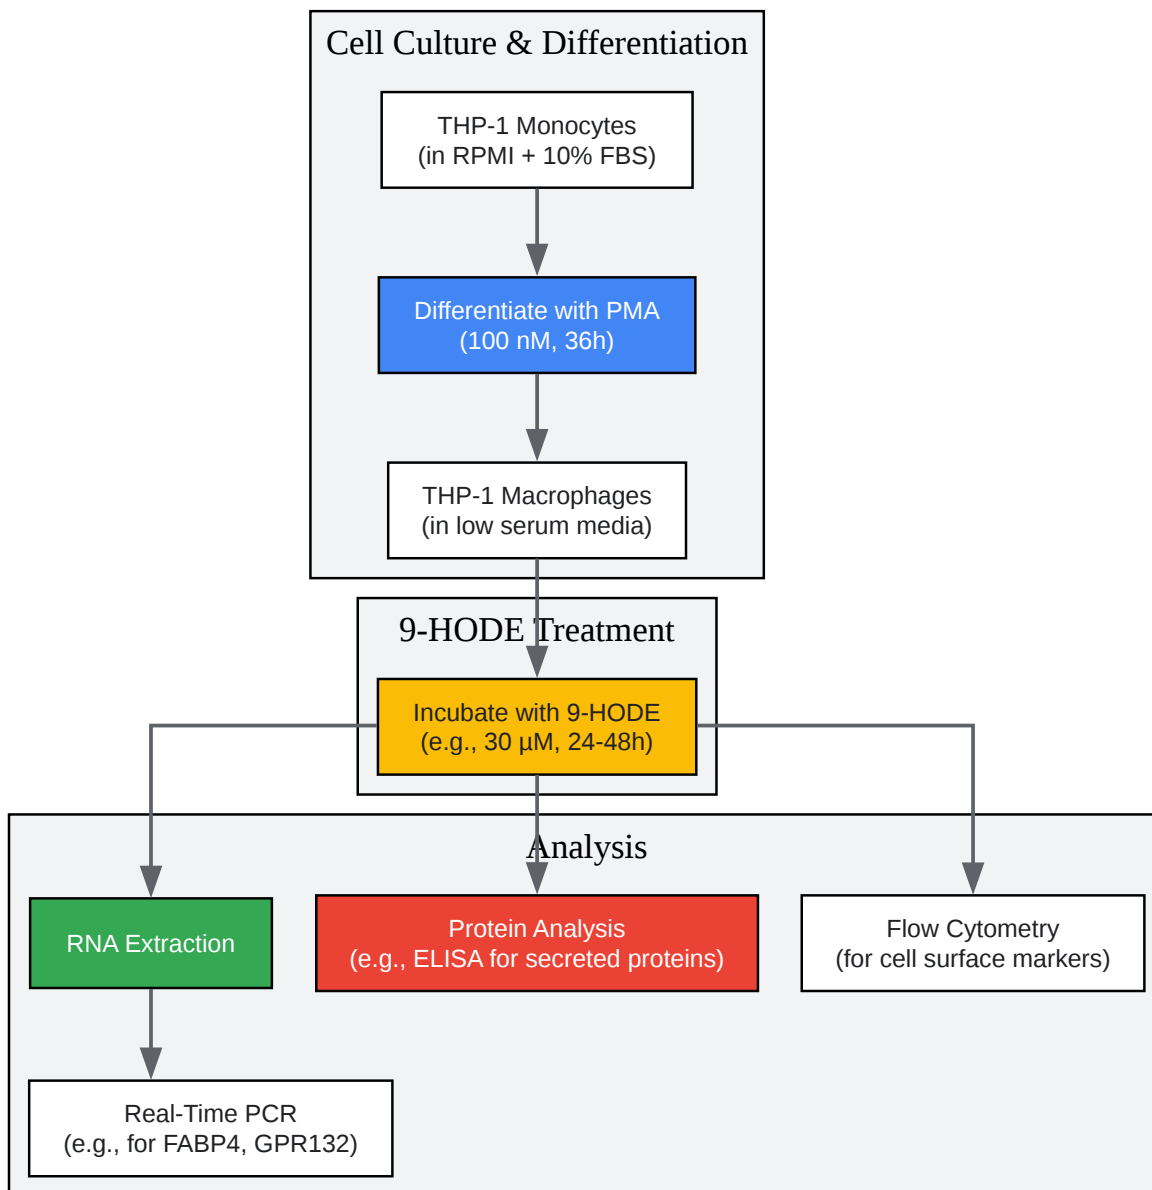 Cell Culture & Differentiation
THP-1 Monocytes
(in RPMI + 10% FBS)
Differentiate with PMA
(100 nM, 36h)
THP-1 Macrophages
(in low serum media)
9-HODE Treatment
Incubate with 9-HODE
(e.g., 30 µM, 24-48h)
Analysis
RNA Extraction
Protein Analysis
(e.g., ELISA for secreted proteins)
Flow Cytometry
(for cell surface markers)
Real-Time PCR
(e.g., for FABP4, GPR132)